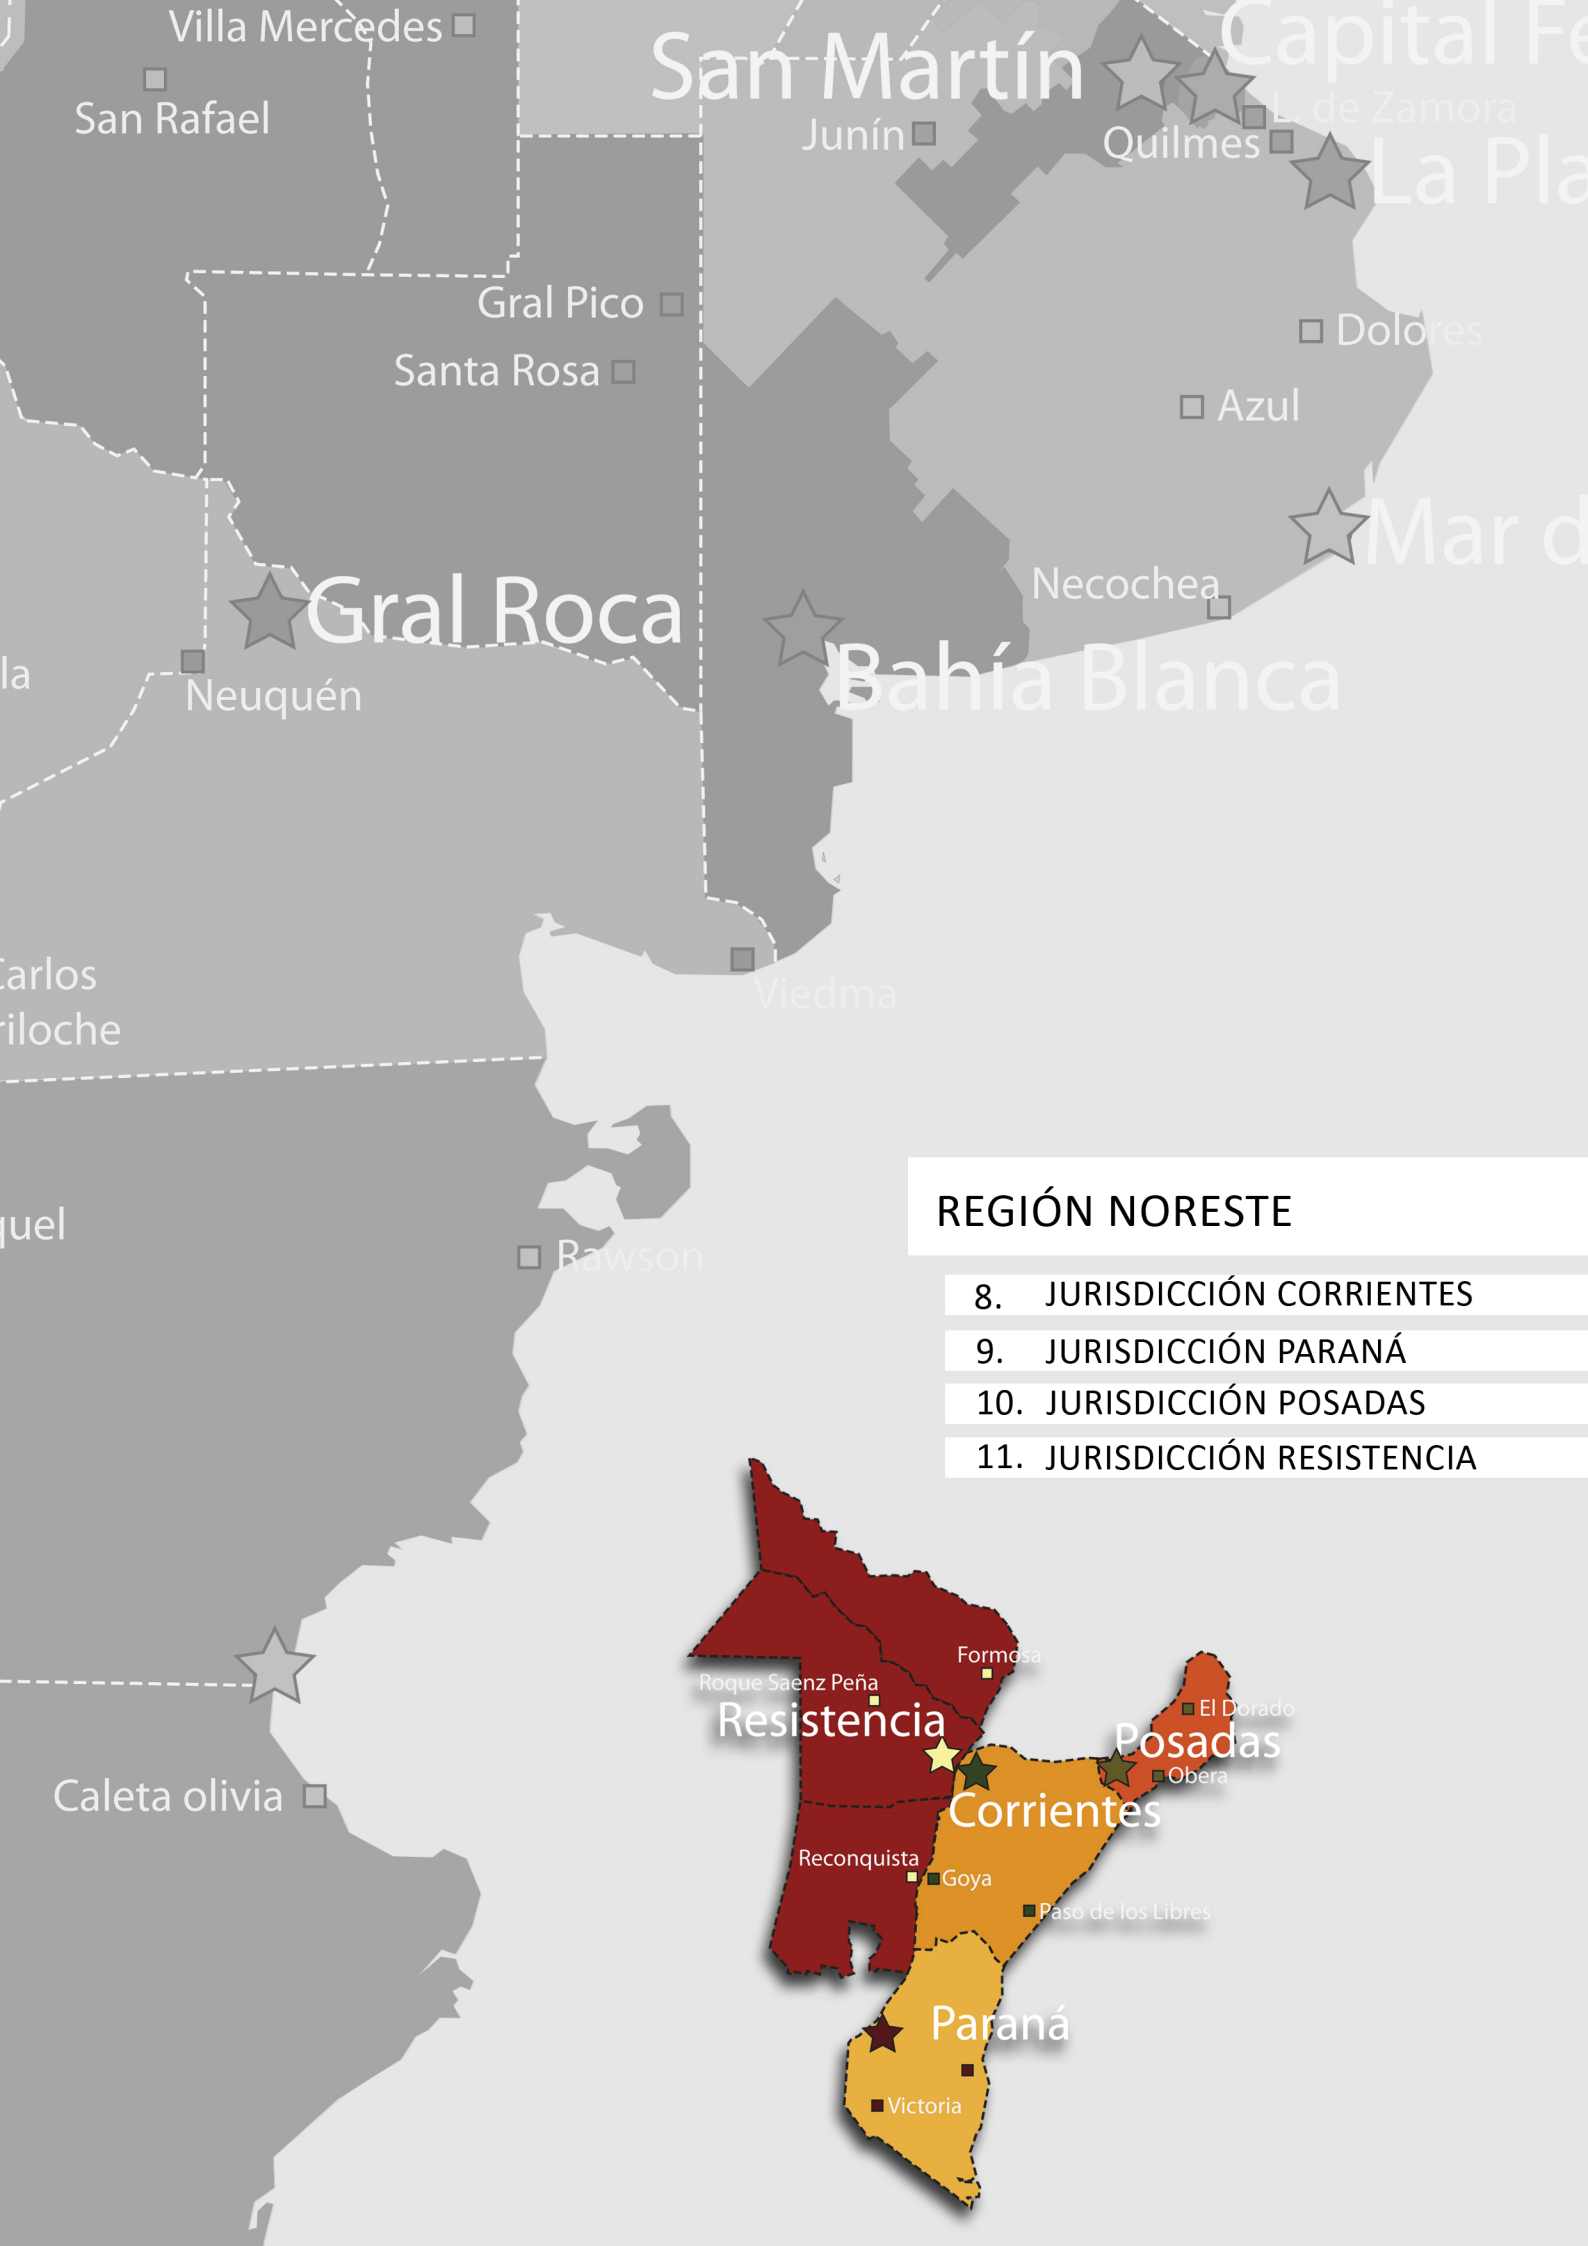 Villa Mercedes
San Rafael
San Martín
Capital Fe
L. de Zamora
Junín
Quilmes
La Pla
Gral Pico
Dolores
Santa Rosa
Azul
Mar d
Necochea
Gral Roca
Bahía Blanca
la
Neuquén
Carlos
riloche
Viedma
quel
Rawson
REGIÓN NORESTE
8. JURISDICCIÓN CORRIENTES
9. JURISDICCIÓN PARANÁ
10. JURISDICCIÓN POSADAS
11. JURISDICCIÓN RESISTENCIA
Formosa
Roque Saenz Peña
Resistencia
El Dorado
Posadas
Obera
Caleta olivia
Corrientes
Reconquista
Goya
Paso de los Libres
Paraná
Victoria